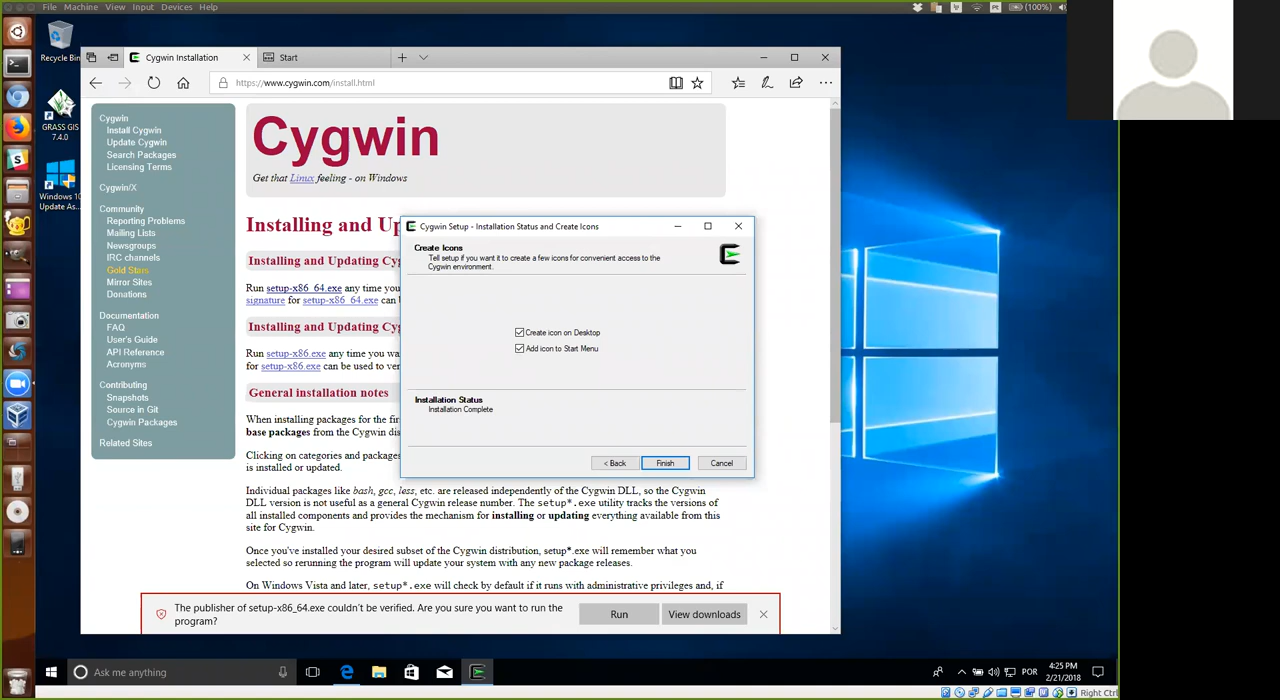 File Machine View Input Devices Help
Pt (100%)
Recycle Bin
GRASS GIS
7.4.0
Windows 10
Update As...
Cygwin Installation
Start
https://www.cygwin.com/install.html
Cygwin
Install Cygwin
Update Cygwin
Search Packages
Licensing Terms
Cygwin/X
Community
Reporting Problems
Mailing Lists
Newsgroups
IRC channels
Gold Stars
Mirror Sites
Donations
Documentation
FAQ
User's Guide
API Reference
Acronyms
Contributing
Snapshots
Source in Git
Cygwin Packages
Related Sites
Cygwin
Get that Linux feeling - on Windows
Installing and Up
Installing and Updating Cyg
Run setup-x86_64.exe any time you
signature for setup-x86_64.exe can b
Installing and Updating Cyg
Run setup-x86.exe any time you wa
for setup-x86.exe can be used to ver
General installation notes
When installing packages for the fir
base packages from the Cygwin dis
Clicking on categories and packages
is installed or updated.
Individual packages like bash, gcc, less, etc. are released independently of the Cygwin DLL, so the Cygwin
DLL version is not useful as a general Cygwin release number. The setup*.exe utility tracks the versions of
all installed components and provides the mechanism for installing or updating everything available from this
site for Cygwin.
Once you've installed your desired subset of the Cygwin distribution, setup*.exe will remember what you
selected so rerunning the program will update your system with any new package releases.
On Windows Vista and later, setup*.exe will check by default if it runs with administrative privileges and, if
Cygwin Setup - Installation Status and Create Icons
Create Icons
Tell setup if you want it to create a few icons for convenient access to the
Cygwin environment.
Create icon on Desktop
Add icon to Start Menu
Installation Status
Installation Complete
< Back
Finish
Cancel
The publisher of setup-x86_64.exe couldn't be verified. Are you sure you want to run the
program?
Run
View downloads
Ask me anything
POR
4:25 PM
2/21/2018
Right Ctrl